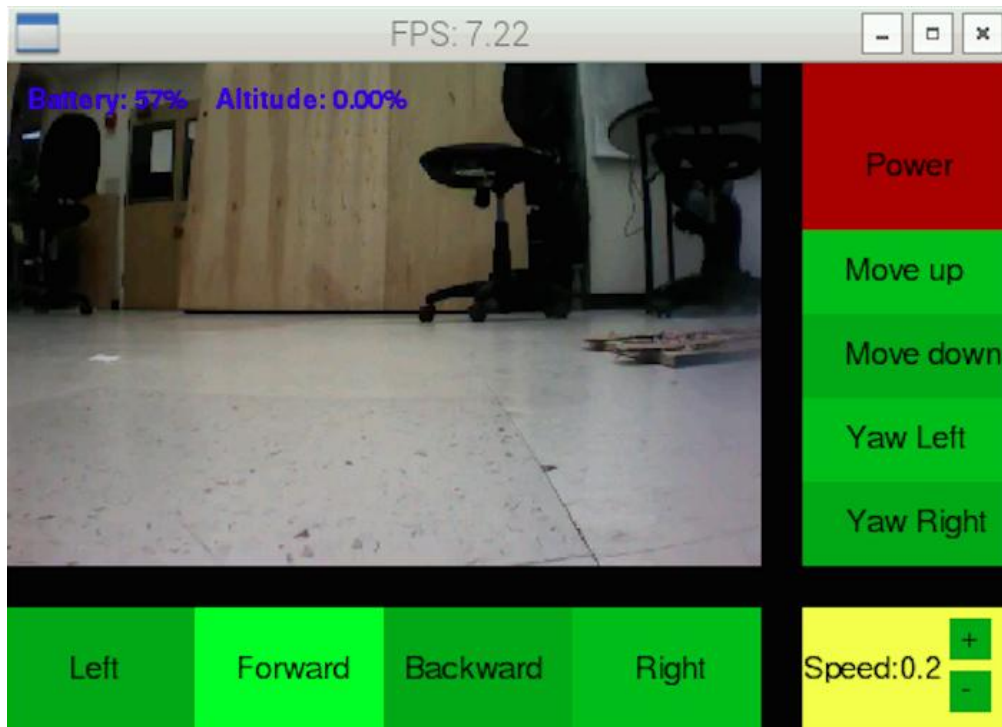 FPS: 7.22
Battery: 57% Altitude: 0.00%
Power
Move up
Move down
Yaw Left
Yaw Right
Left Forward Backward Right
Speed:0.2
+
-